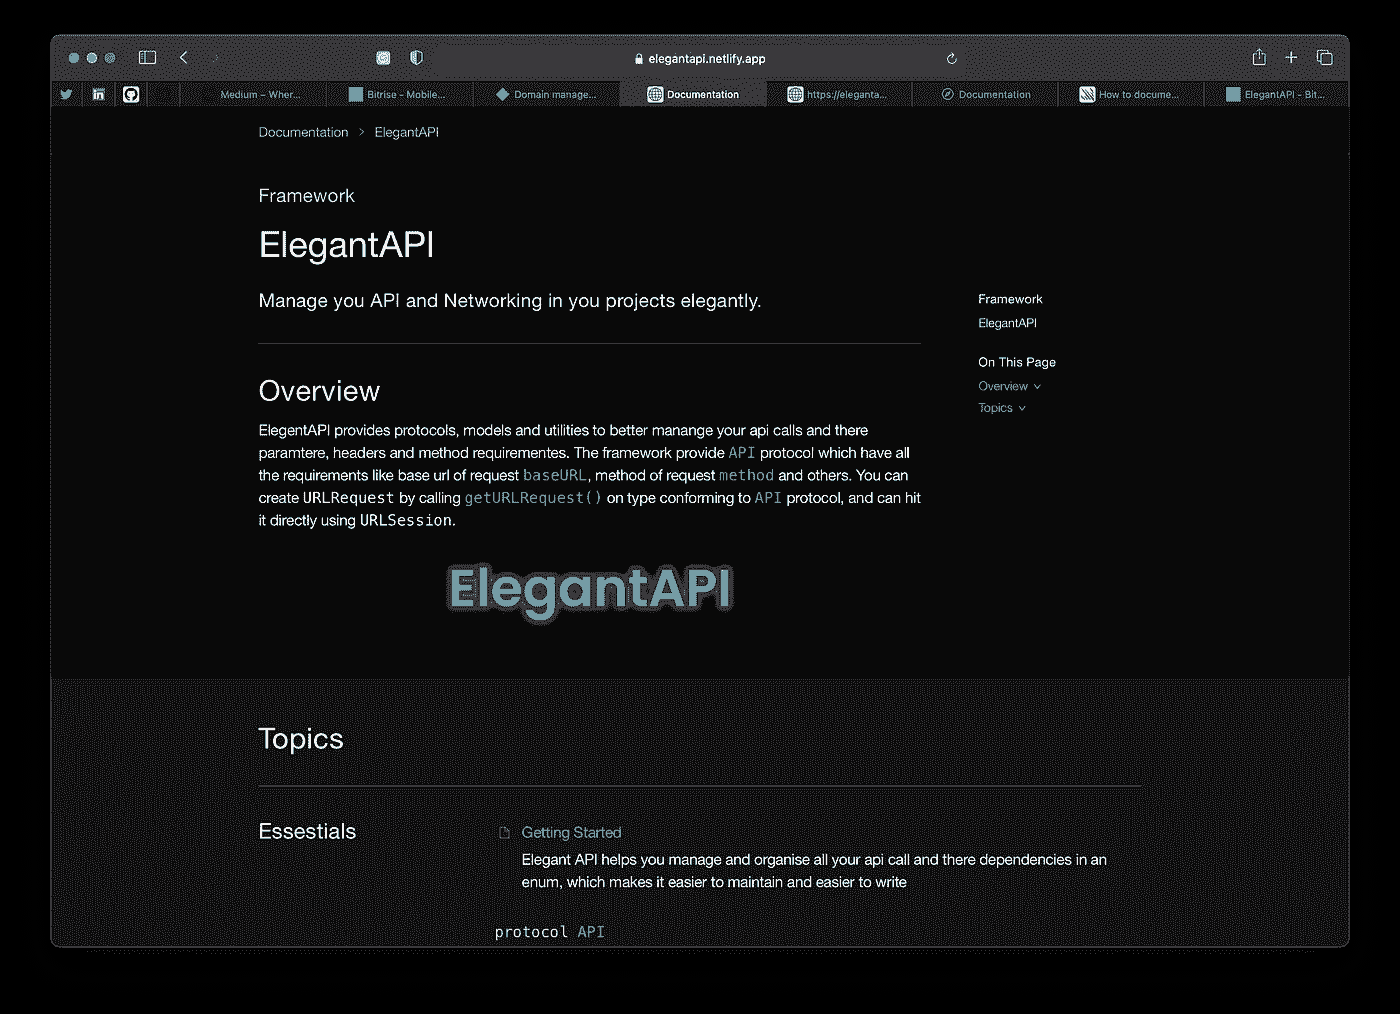 elegantapi.netlify.app
Medium – Wher...
Bitrise - Mobile...
Domain manage...
Documentation
https://eleganta...
Documentation
How to docume...
ElegantAPI - Bit...
Documentation > ElegantAPI
Framework
ElegantAPI
Manage you API and Networking in you projects elegantly.
Framework
ElegantAPI
On This Page
Overview
Topics
Overview
ElegentAPI provides protocols, models and utilities to better manange your api calls and there
paramtere, headers and method requirementes. The framework provide API protocol which have all
the requirements like base url of request baseURL, method of request method and others. You can
create URLRequest by calling getURLRequest() on type conforming to API protocol, and can hit
it directly using URLSession.
ElegantAPI
Topics
Essestials
Getting Started
Elegant API helps you manage and organise all your api call and there dependencies in an
enum, which makes it easier to maintain and easier to write
protocol API